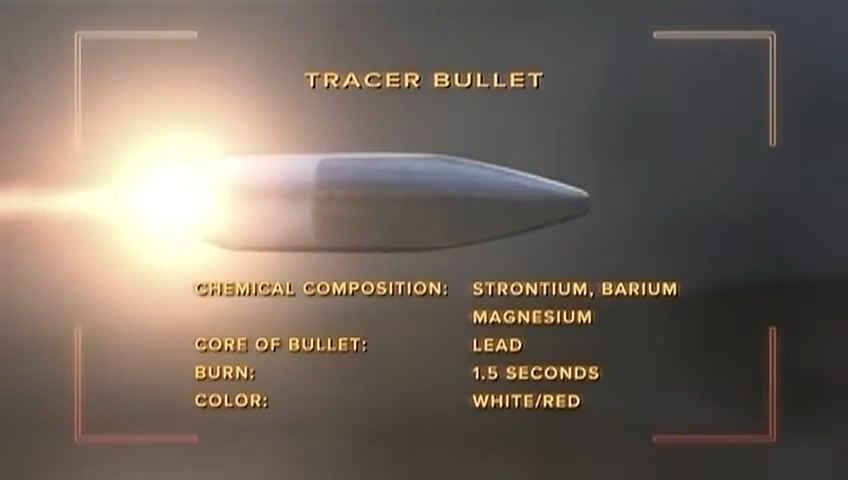 TRACER BULLET
CHEMICAL COMPOSITION: STRONTIUM, BARIUM
MAGNESIUM
CORE OF BULLET: LEAD
BURN: 1.5 SECONDS
COLOR: WHITE/RED